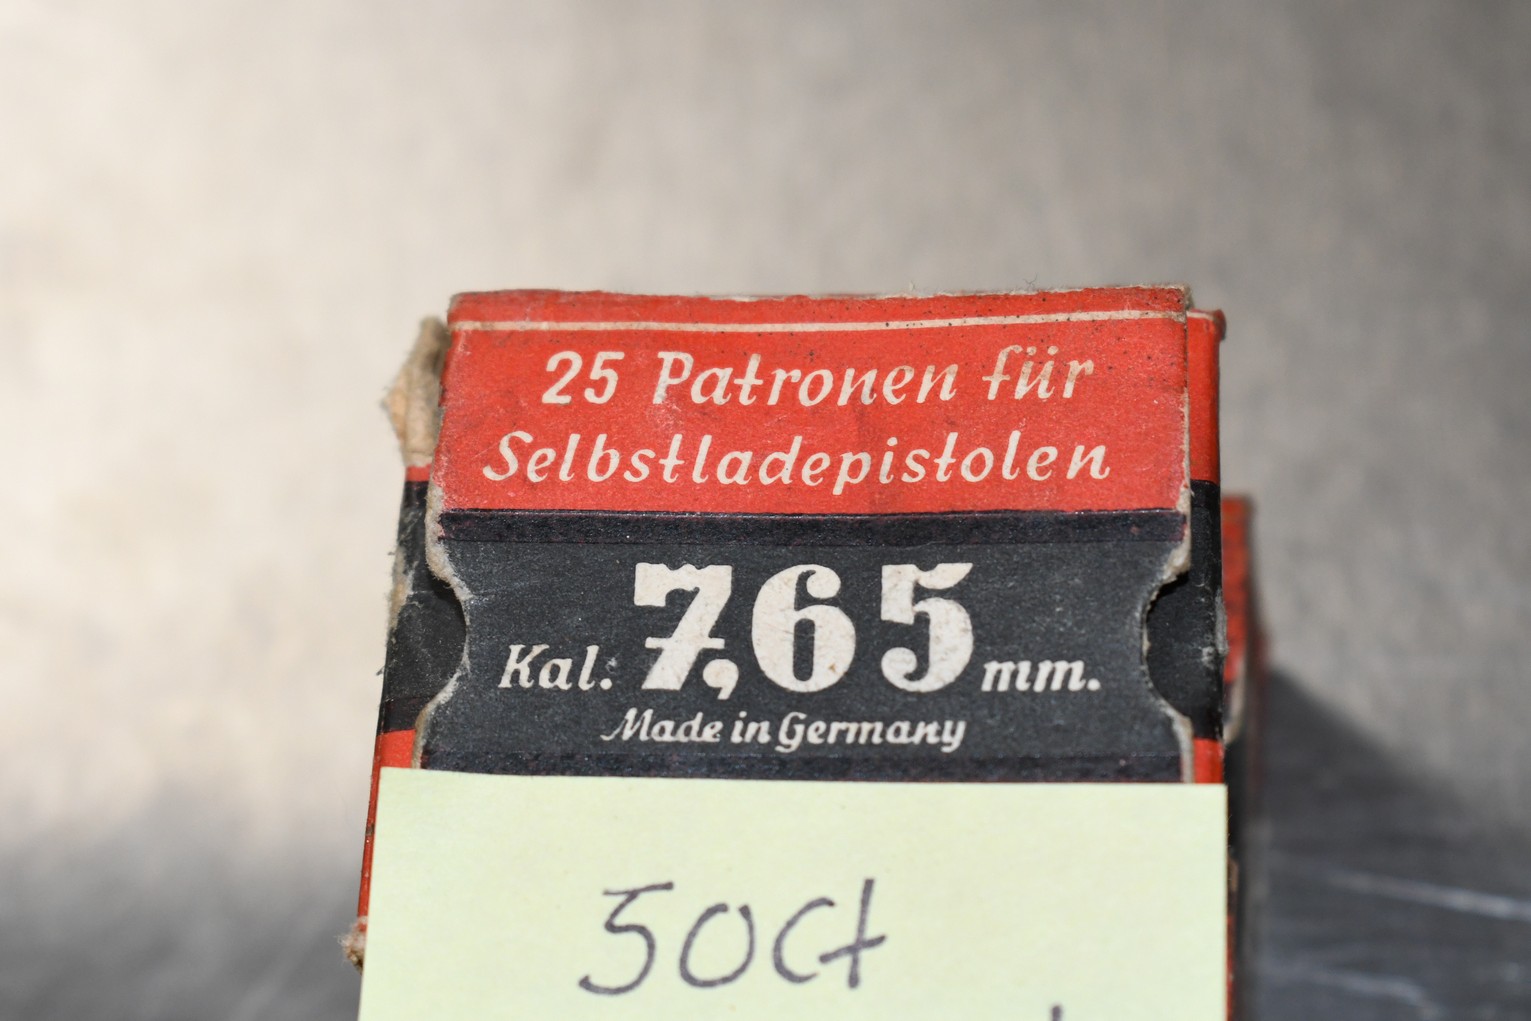 25 Patronen für
Selbstladepistolen
Kal: 7,65 mm.
Made in Germany
50ct